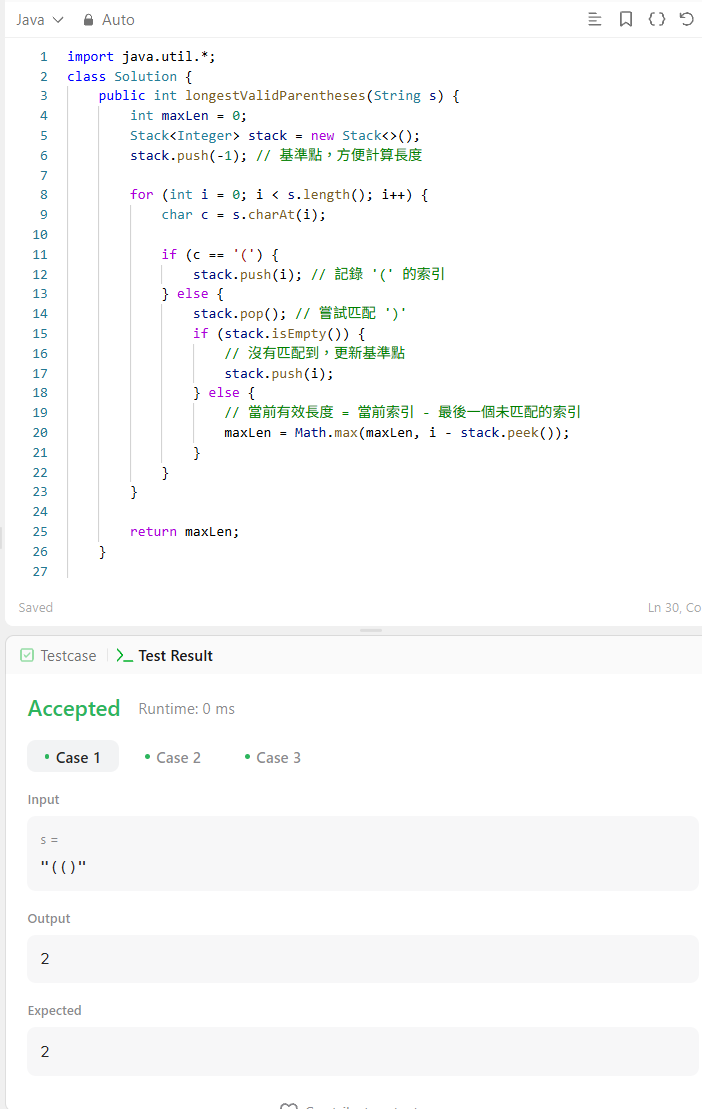 Java Auto
1 import java.util.*;
2 class Solution {
3 public int longestValidParentheses(String s) {
4 int maxLen = 0;
5 Stack<Integer> stack = new Stack<>();
6 stack.push(-1); // 基準點，方便計算長度
7
8 for (int i = 0; i < s.length(); i++) {
9 char c = s.charAt(i);
10
11 if (c == '(') {
12 stack.push(i); // 記錄 '(' 的索引
13 } else {
14 stack.pop(); // 嘗試匹配 ')'
15 if (stack.isEmpty()) {
16 // 沒有匹配到，更新基準點
17 stack.push(i);
18 } else {
19 // 當前有效長度 = 當前索引 - 最後一個未匹配的索引
20 maxLen = Math.max(maxLen, i - stack.peek());
21 }
22 }
23 }
24
25 return maxLen;
26 }
27
Saved Ln 30, Co
Testcase Test Result
Accepted Runtime: 0 ms
Case 1 Case 2 Case 3
Input
s =
"(()"
Output
2
Expected
2